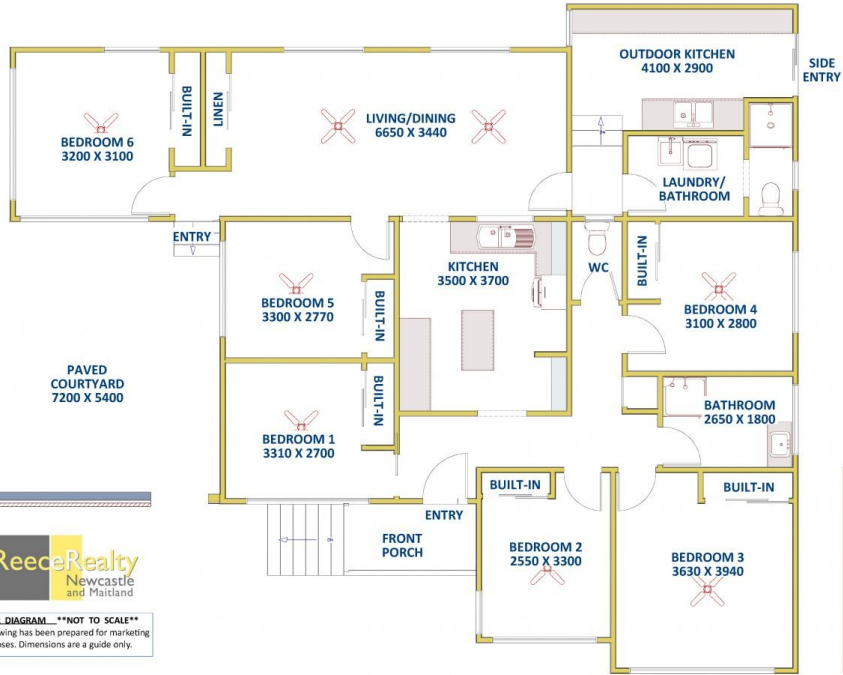 OUTDOOR KITCHEN
4100 X 2900
SIDE
ENTRY
BEDROOM 6
3200 X 3100
BUILT-IN
LINEN
LIVING/DINING
6650 X 3440
LAUNDRY/
BATHROOM
ENTRY
BEDROOM 5
3300 X 2770
BUILT-IN
KITCHEN
3500 X 3700
WC
BUILT-IN
BEDROOM 4
3100 X 2800
PAVED
COURTYARD
7200 X 5400
BEDROOM 1
3310 X 2700
BUILT-IN
BATHROOM
2650 X 1800
ENTRY
FRONT
PORCH
BUILT-IN
BEDROOM 2
2550 X 3300
BUILT-IN
BEDROOM 3
3630 X 3940
ReeceRealty
Newcastle
and Maitland
DIAGRAM **NOT TO SCALE**
wing has been prepared for marketing
oses. Dimensions are a guide only.